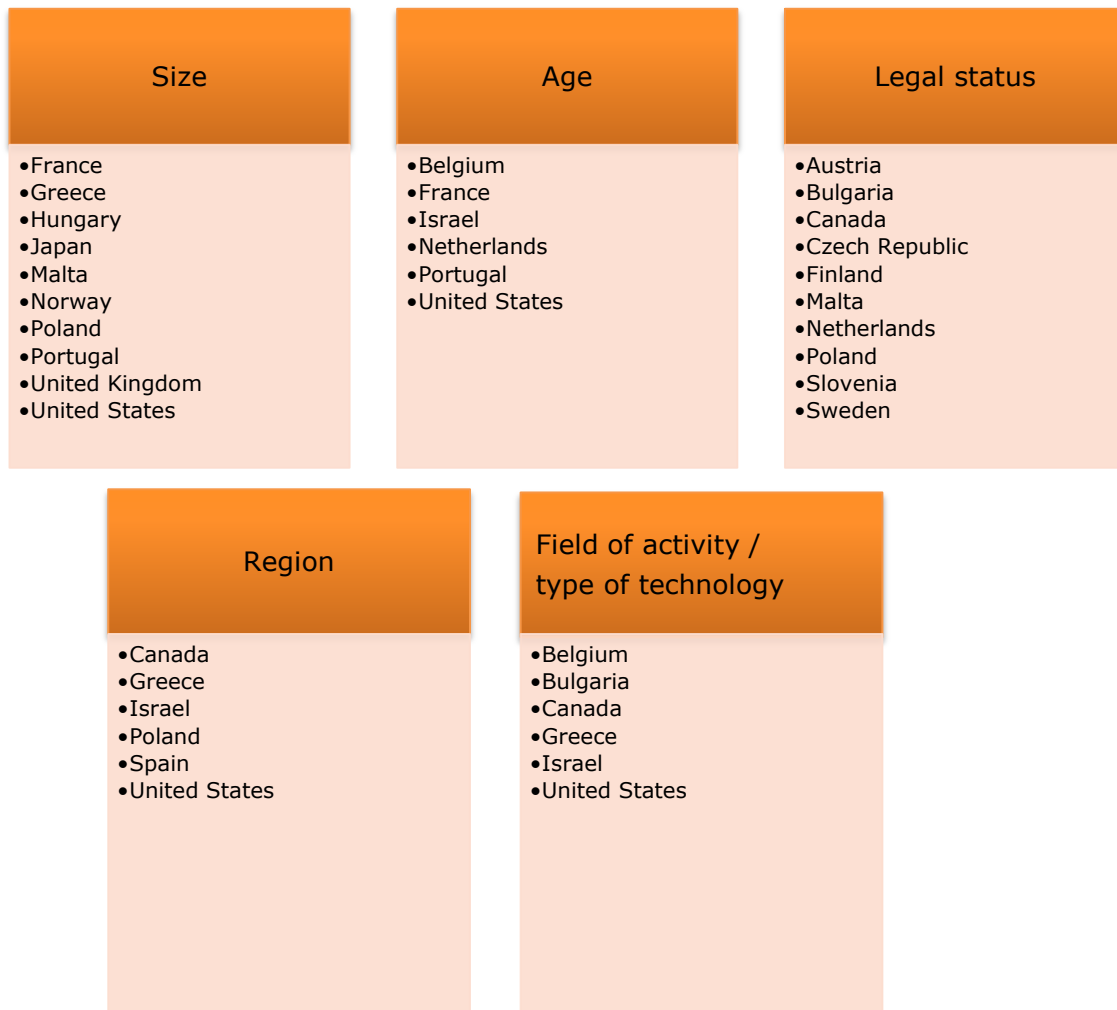 Size
•France
•Greece
•Hungary
•Japan
•Malta
•Norway
•Poland
•Portugal
•United Kingdom
•United States
Age
•Belgium
•France
•Israel
•Netherlands
•Portugal
•United States
Legal status
•Austria
•Bulgaria
•Canada
•Czech Republic
•Finland
•Malta
•Netherlands
•Poland
•Slovenia
•Sweden
Region
•Canada
•Greece
•Israel
•Poland
•Spain
•United States
Field of activity /
type of technology
•Belgium
•Bulgaria
•Canada
•Greece
•Israel
•United States